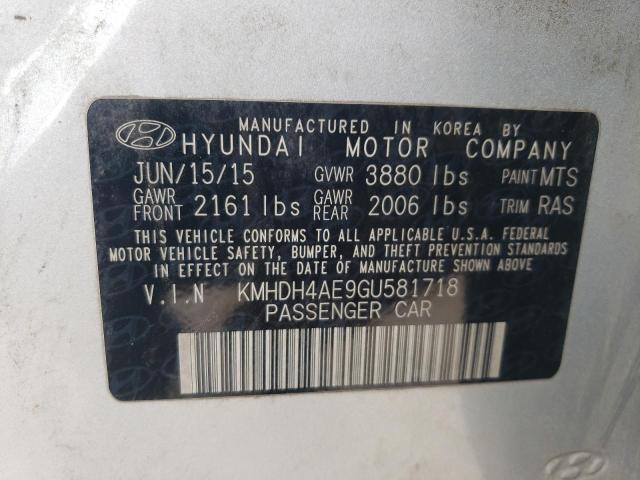 MANUFACTURED IN KOREA BY
HYUNDAI MOTOR COMPANY
JUN/15/15 GVWR 3880 lbs PAINT MTS
GAWR FRONT 2161 lbs GAWR REAR 2006 lbs TRIM RAS
THIS VEHICLE CONFORMS TO ALL APPLICABLE U.S.A. FEDERAL
MOTOR VEHICLE SAFETY, BUMPER, AND THEFT PREVENTION STANDARDS
IN EFFECT ON THE DATE OF MANUFACTURE SHOWN ABOVE.
V.I.N KMHDH4AE9GU581718
PASSENGER CAR